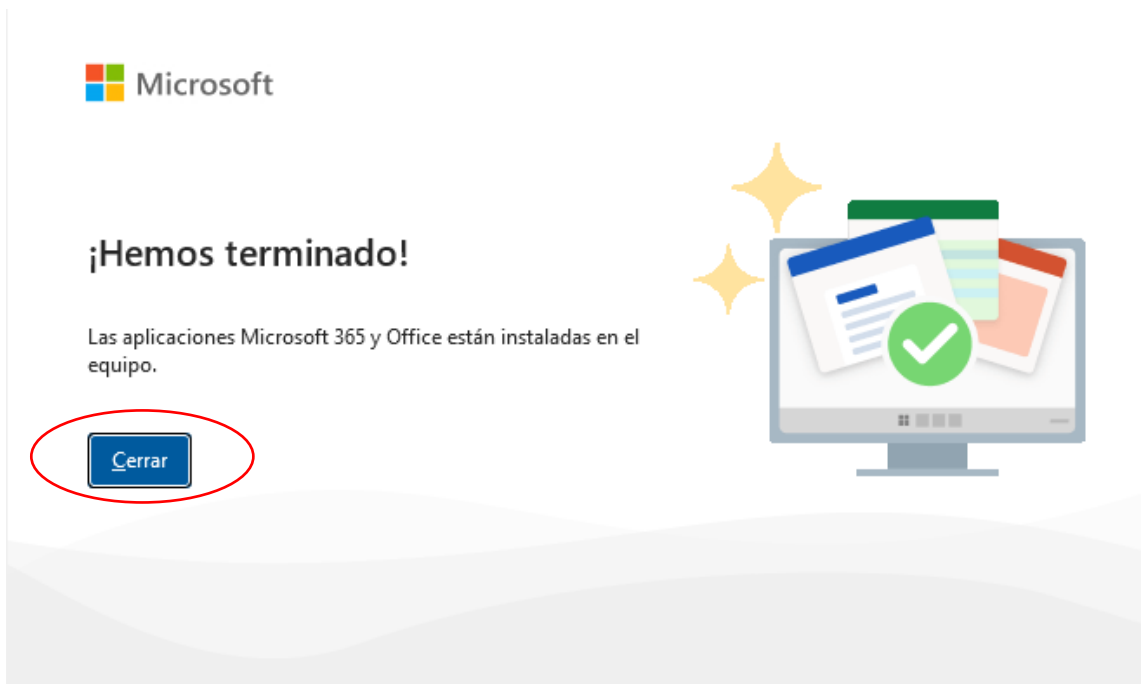 Microsoft
¡Hemos terminado!
Las aplicaciones Microsoft 365 y Office están instaladas en el
equipo.
Cerrar